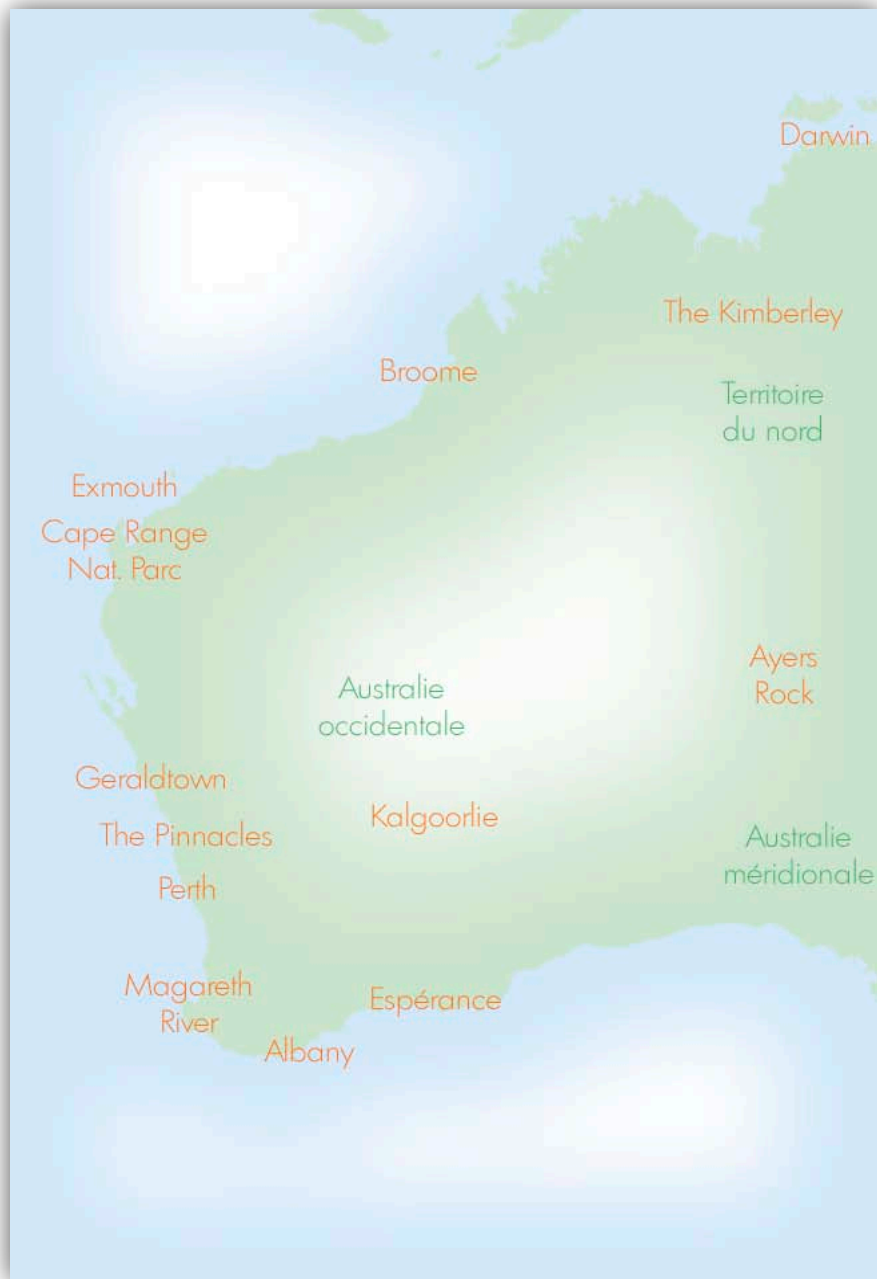 Darwin
The Kimberley
Broome
Territoire
du nord
Exmouth
Cape Range
Nat. Parc
Ayers
Rock
Australie
occidentale
Geraldtown
Kalgoorlie
The Pinnacles
Australie
méridionale
Perth
Magareth
River
Espérance
Albany